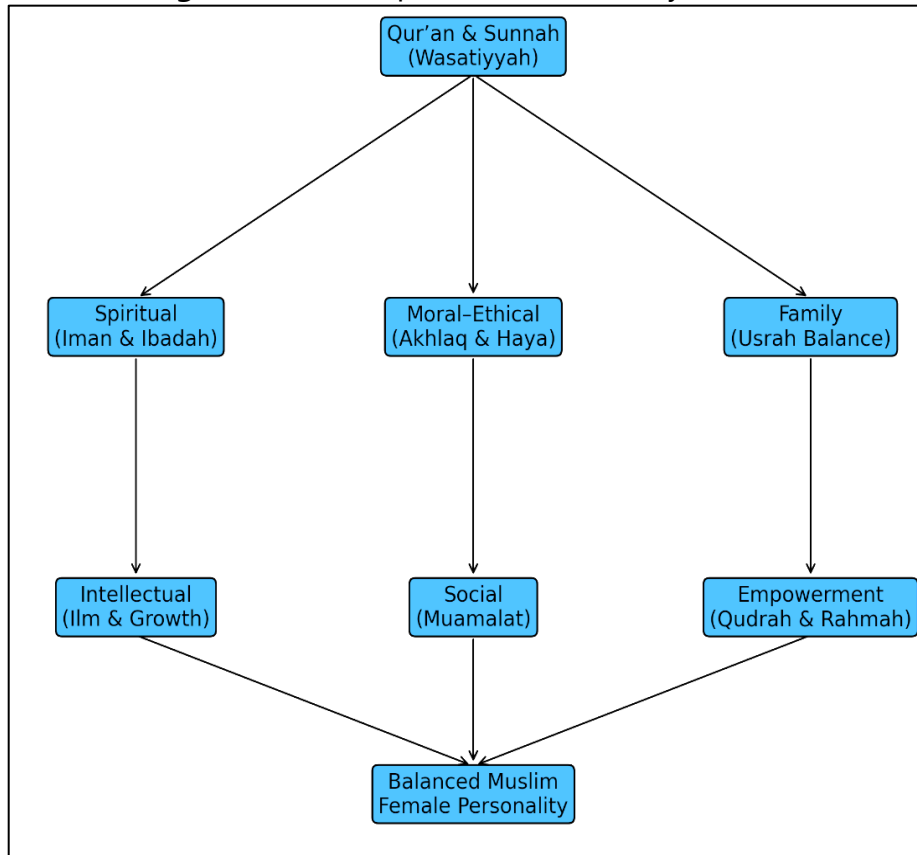 Qur’an & Sunnah
(Wasatiyyah)
Spiritual
(Iman & Ibadah)
Moral–Ethical
(Akhlaq & Haya)
Family
(Usrah Balance)
Intellectual
(Ilm & Growth)
Social
(Muamalat)
Empowerment
(Qudrah & Rahmah)
Balanced Muslim
Female Personality